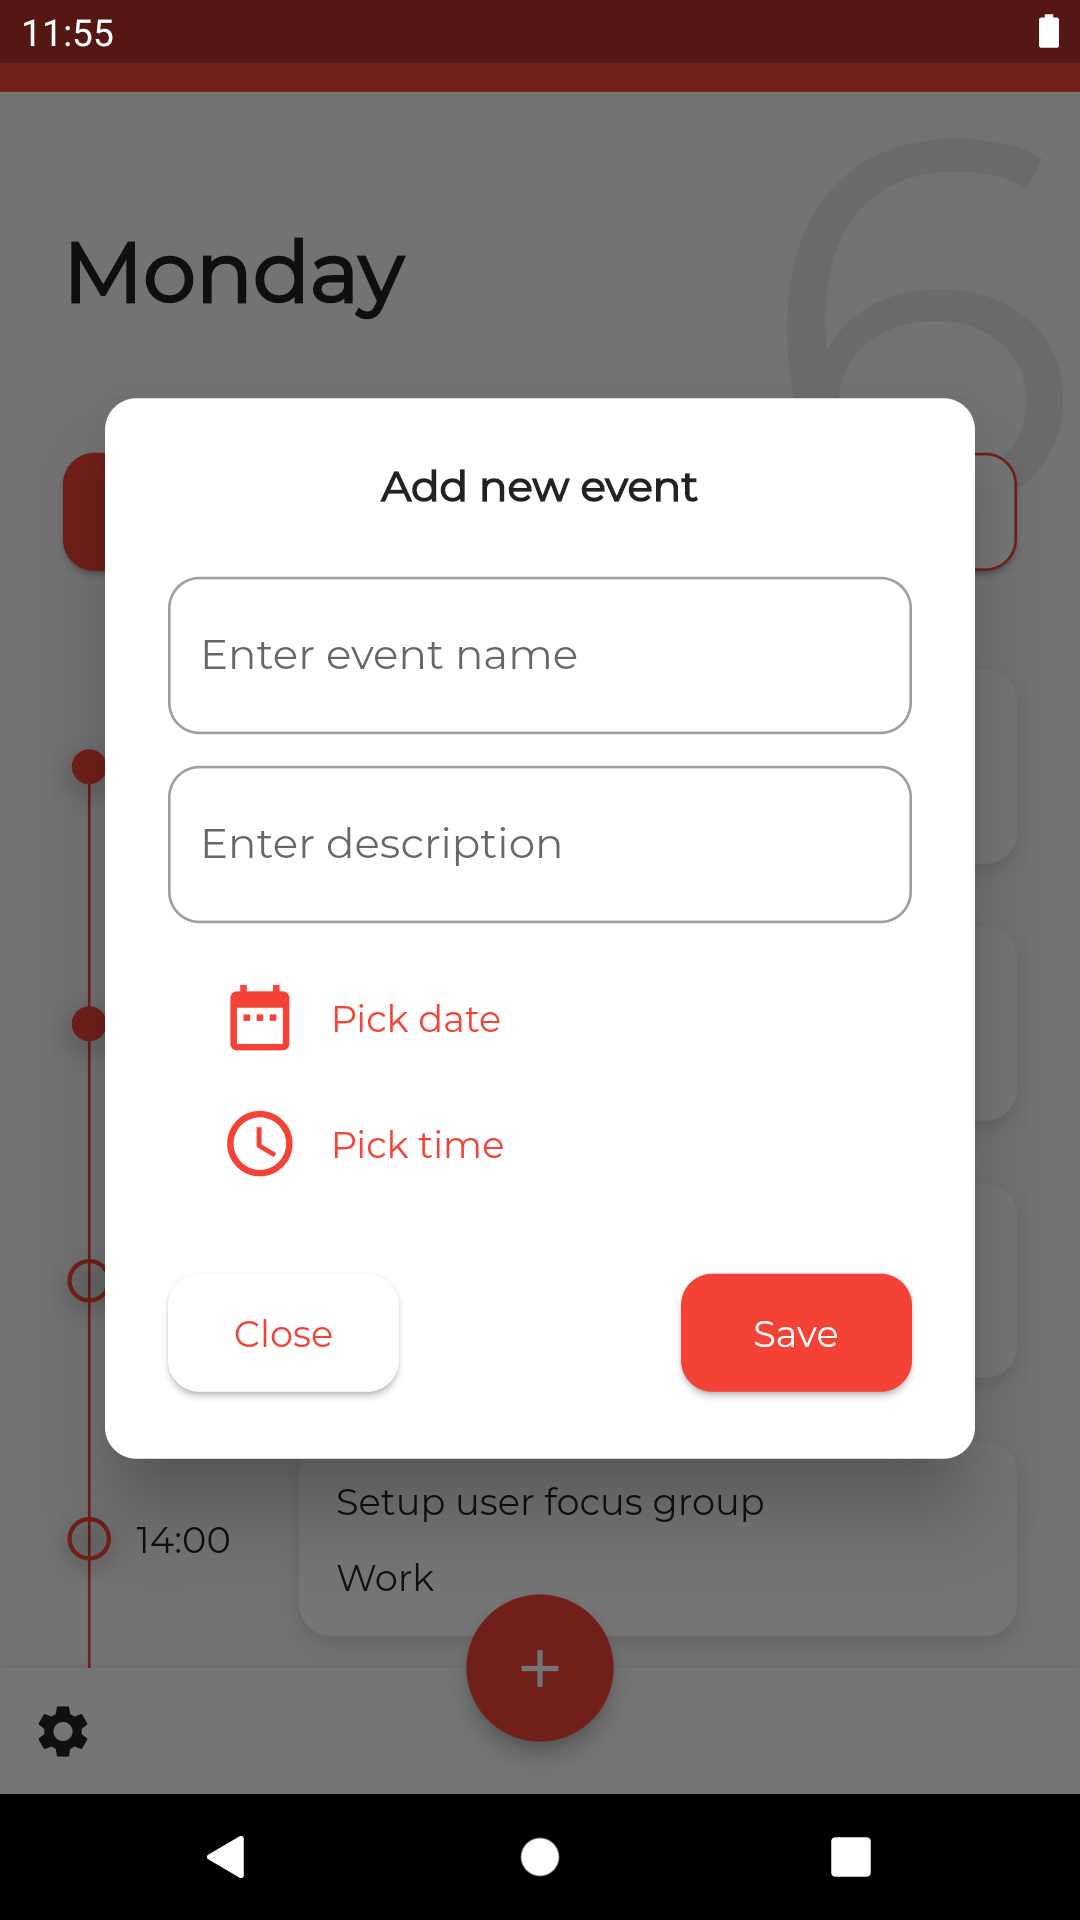 11:55
6
Monday
Add new event
Enter event name
Enter description
Pick date
Pick time
Close
Save
Setup user focus group
14:00
Work